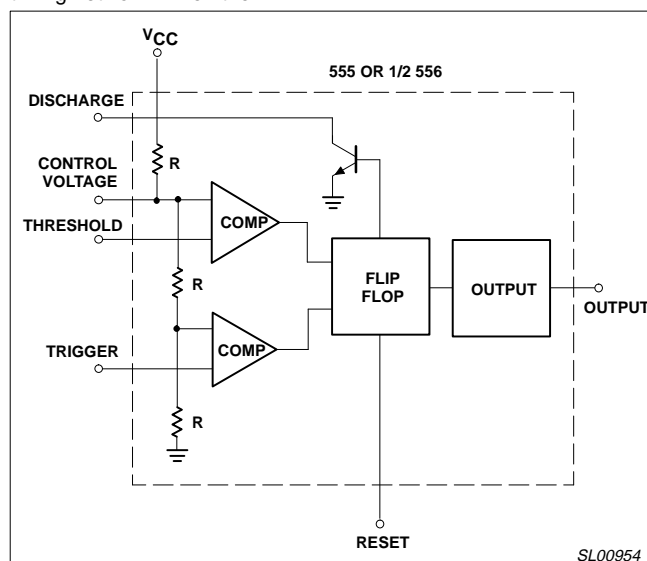 VCC
555 OR 1/2 556
DISCHARGE
R
CONTROL
VOLTAGE
COMP
THRESHOLD
FLIP
FLOP
OUTPUT
OUTPUT
R
COMP
TRIGGER
R
RESET
SL00954